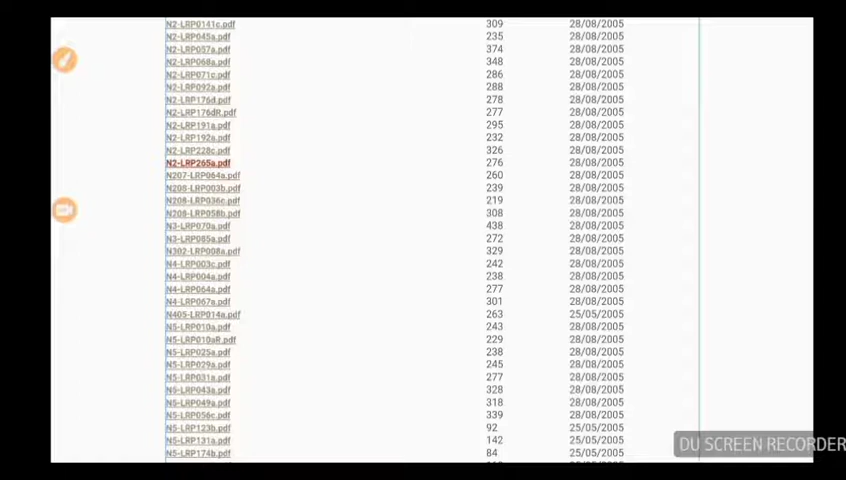 N2-LRP0141c.pdf 309 28/08/2005
N2-LRP045a.pdf 235 28/08/2005
N2-LRP057a.pdf 374 28/08/2005
N2-LRP068a.pdf 348 28/08/2005
N2-LRP071c.pdf 286 28/08/2005
N2-LRP092a.pdf 288 28/08/2005
N2-LRP176d.pdf 278 28/08/2005
N2-LRP176dR.pdf 277 28/08/2005
N2-LRP191a.pdf 295 28/08/2005
N2-LRP192a.pdf 232 28/08/2005
N2-LRP228c.pdf 326 28/08/2005
N2-LRP265a.pdf 276 28/08/2005
N207-LRP064a.pdf 260 28/08/2005
N208-LRP003b.pdf 239 28/08/2005
N208-LRP036c.pdf 219 28/08/2005
N208-LRP058b.pdf 308 28/08/2005
N3-LRP070a.pdf 438 28/08/2005
N3-LRP085a.pdf 272 28/08/2005
N302-LRP008a.pdf 329 28/08/2005
N4-LRP003c.pdf 242 28/08/2005
N4-LRP004a.pdf 238 28/08/2005
N4-LRP064a.pdf 277 28/08/2005
N4-LRP067a.pdf 301 28/08/2005
N405-LRP014a.pdf 263 25/05/2005
N5-LRP010a.pdf 243 28/08/2005
N5-LRP010aR.pdf 229 28/08/2005
N5-LRP025a.pdf 238 28/08/2005
N5-LRP029a.pdf 245 28/08/2005
N5-LRP031a.pdf 277 28/08/2005
N5-LRP043a.pdf 328 28/08/2005
N5-LRP049a.pdf 318 28/08/2005
N5-LRP056c.pdf 339 28/08/2005
N5-LRP123b.pdf 92 25/05/2005
N5-LRP131a.pdf 142 25/05/2005
N5-LRP174b.pdf 84 25/05/2005
DU SCREEN RECORDER